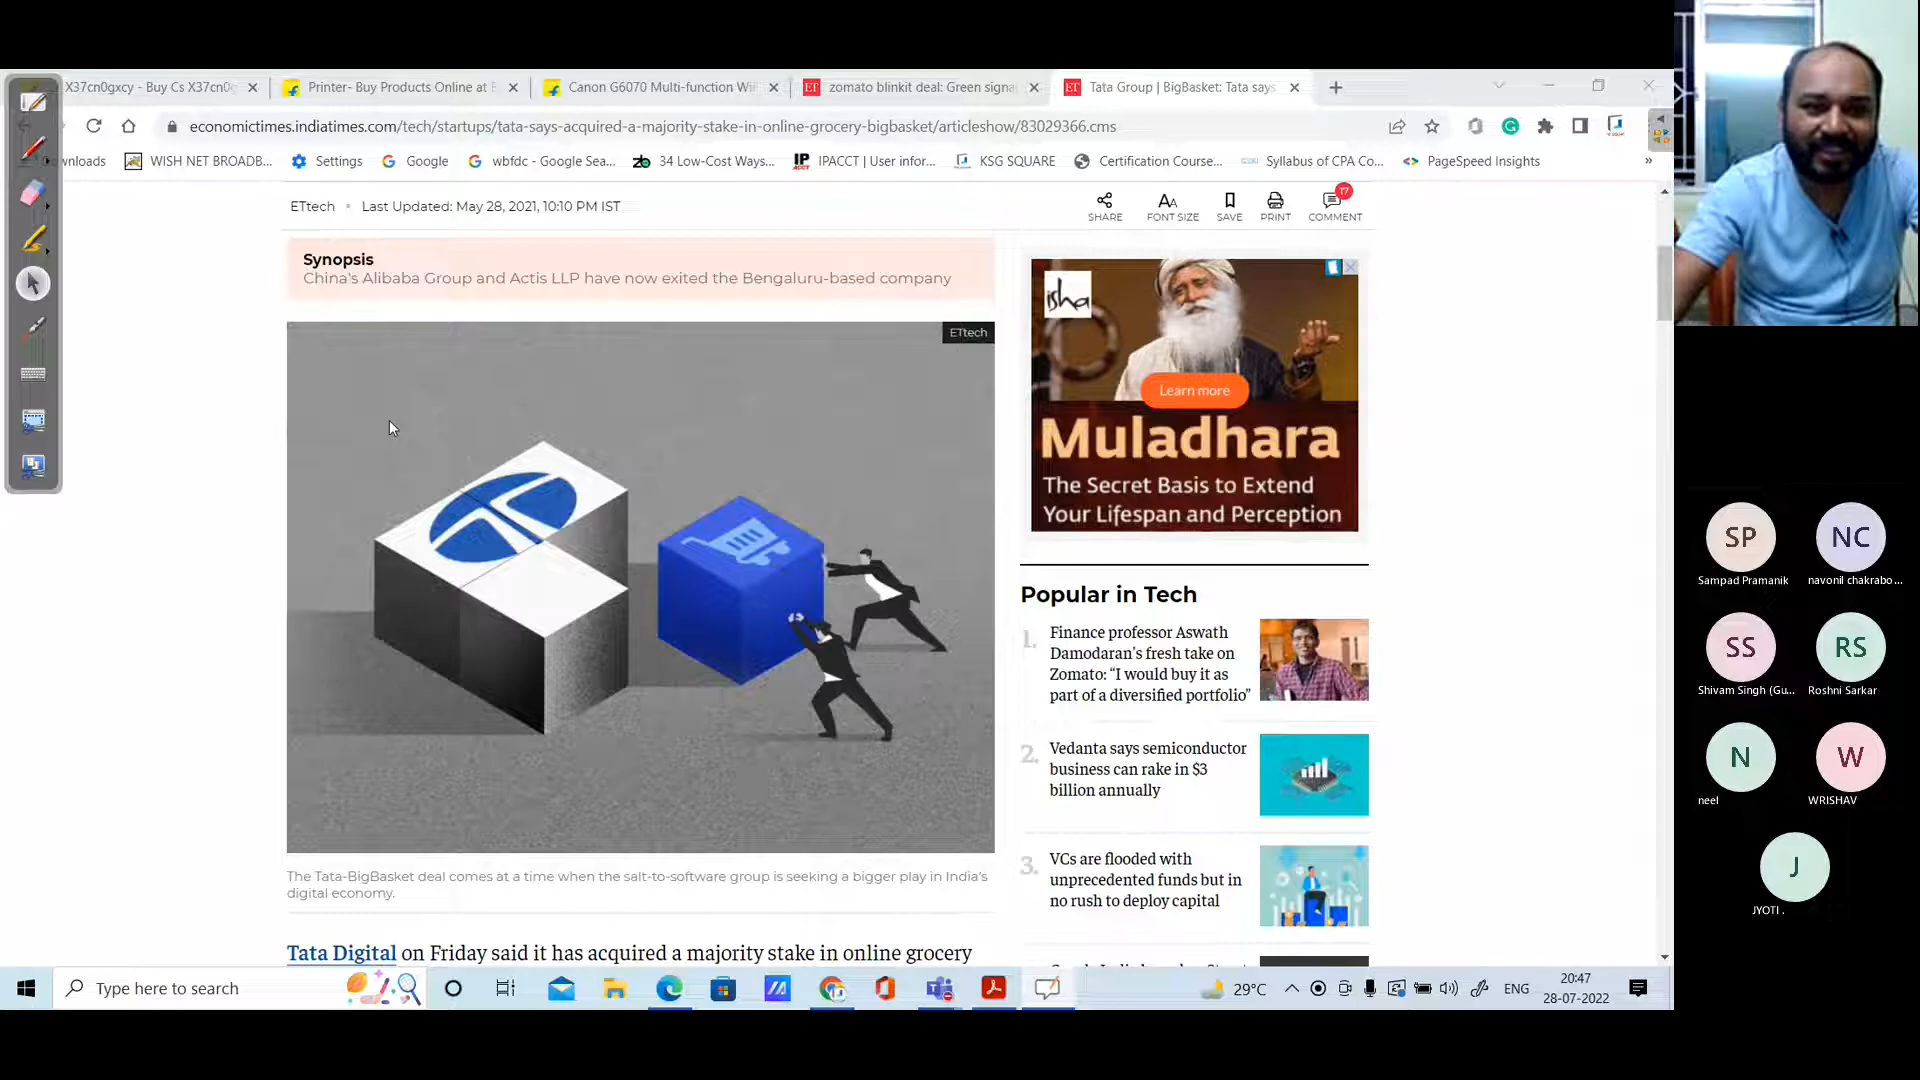 X37cn0gxcy - Buy Cs X37cn0g
Printer- Buy Products Online at B
Canon G6070 Multi-function Wi
zomato blinkit deal: Green signa
Tata Group | BigBasket: Tata says
economictimes.indiatimes.com/tech/startups/tata-says-acquired-a-majority-stake-in-online-grocery-bigbasket/articleshow/83029366.cms
wnloads
WISH NET BROADB...
Settings
Google
wbfdc - Google Sea...
34 Low-Cost Ways...
IPACCT | User infor...
KSG SQUARE
Certification Course...
Syllabus of CPA Co...
PageSpeed Insights
»
ETtech
Last Updated: May 28, 2021, 10:10 PM IST
SHARE
FONT SIZE
SAVE
PRINT
17
COMMENT
Synopsis
China's Alibaba Group and Actis LLP have now exited the Bengaluru-based company
ETtech
The Tata-BigBasket deal comes at a time when the salt-to-software group is seeking a bigger play in India's
digital economy.
Tata Digital on Friday said it has acquired a majority stake in online grocery
isha
Learn more
Muladhara
The Secret Basis to Extend
Your Lifespan and Perception
Popular in Tech
1.
Finance professor Aswath
Damodaran's fresh take on
Zomato: “I would buy it as
part of a diversified portfolio”
2.
Vedanta says semiconductor
business can rake in $3
billion annually
3.
VCs are flooded with
unprecedented funds but in
no rush to deploy capital
SP
Sampad Pramanik
NC
navonil chakrabo...
SS
Shivam Singh (Gu...
RS
Roshni Sarkar
N
neel
W
WRISHAV
J
JYOTI .
Type here to search
29°C
ENG
20:47
28-07-2022